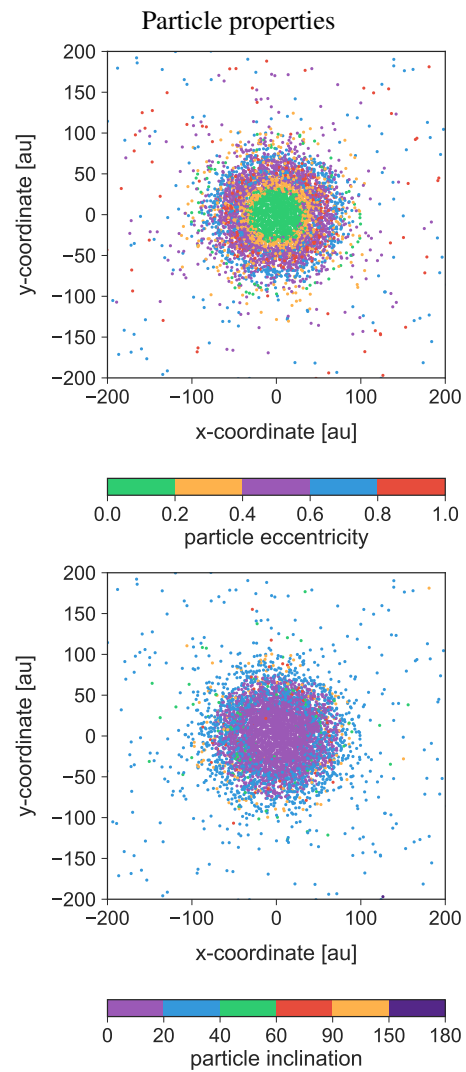 Particle properties
200
150
100
50
0
−50
−100
−150
−200
y-coordinate [au]
−200 −100 0 100 200
x-coordinate [au]
0.0 0.2 0.4 0.6 0.8 1.0
particle eccentricity
200
150
100
50
0
−50
−100
−150
−200
y-coordinate [au]
−200 −100 0 100 200
x-coordinate [au]
0 20 40 60 90 150 180
particle inclination